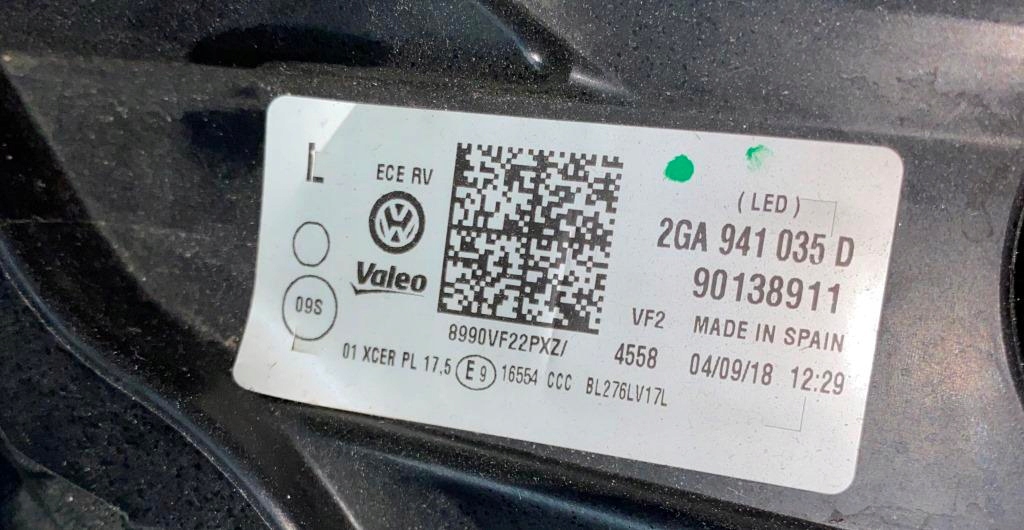 L
ECE RV
VW
Valeo
09S
8990VF22PXZ/
01 XCER PL 17,5 E9 16554 CCC BL276LV17L
(LED)
2GA 941 035 D
90138911
VF2 MADE IN SPAIN
4558 04/09/18 12:29